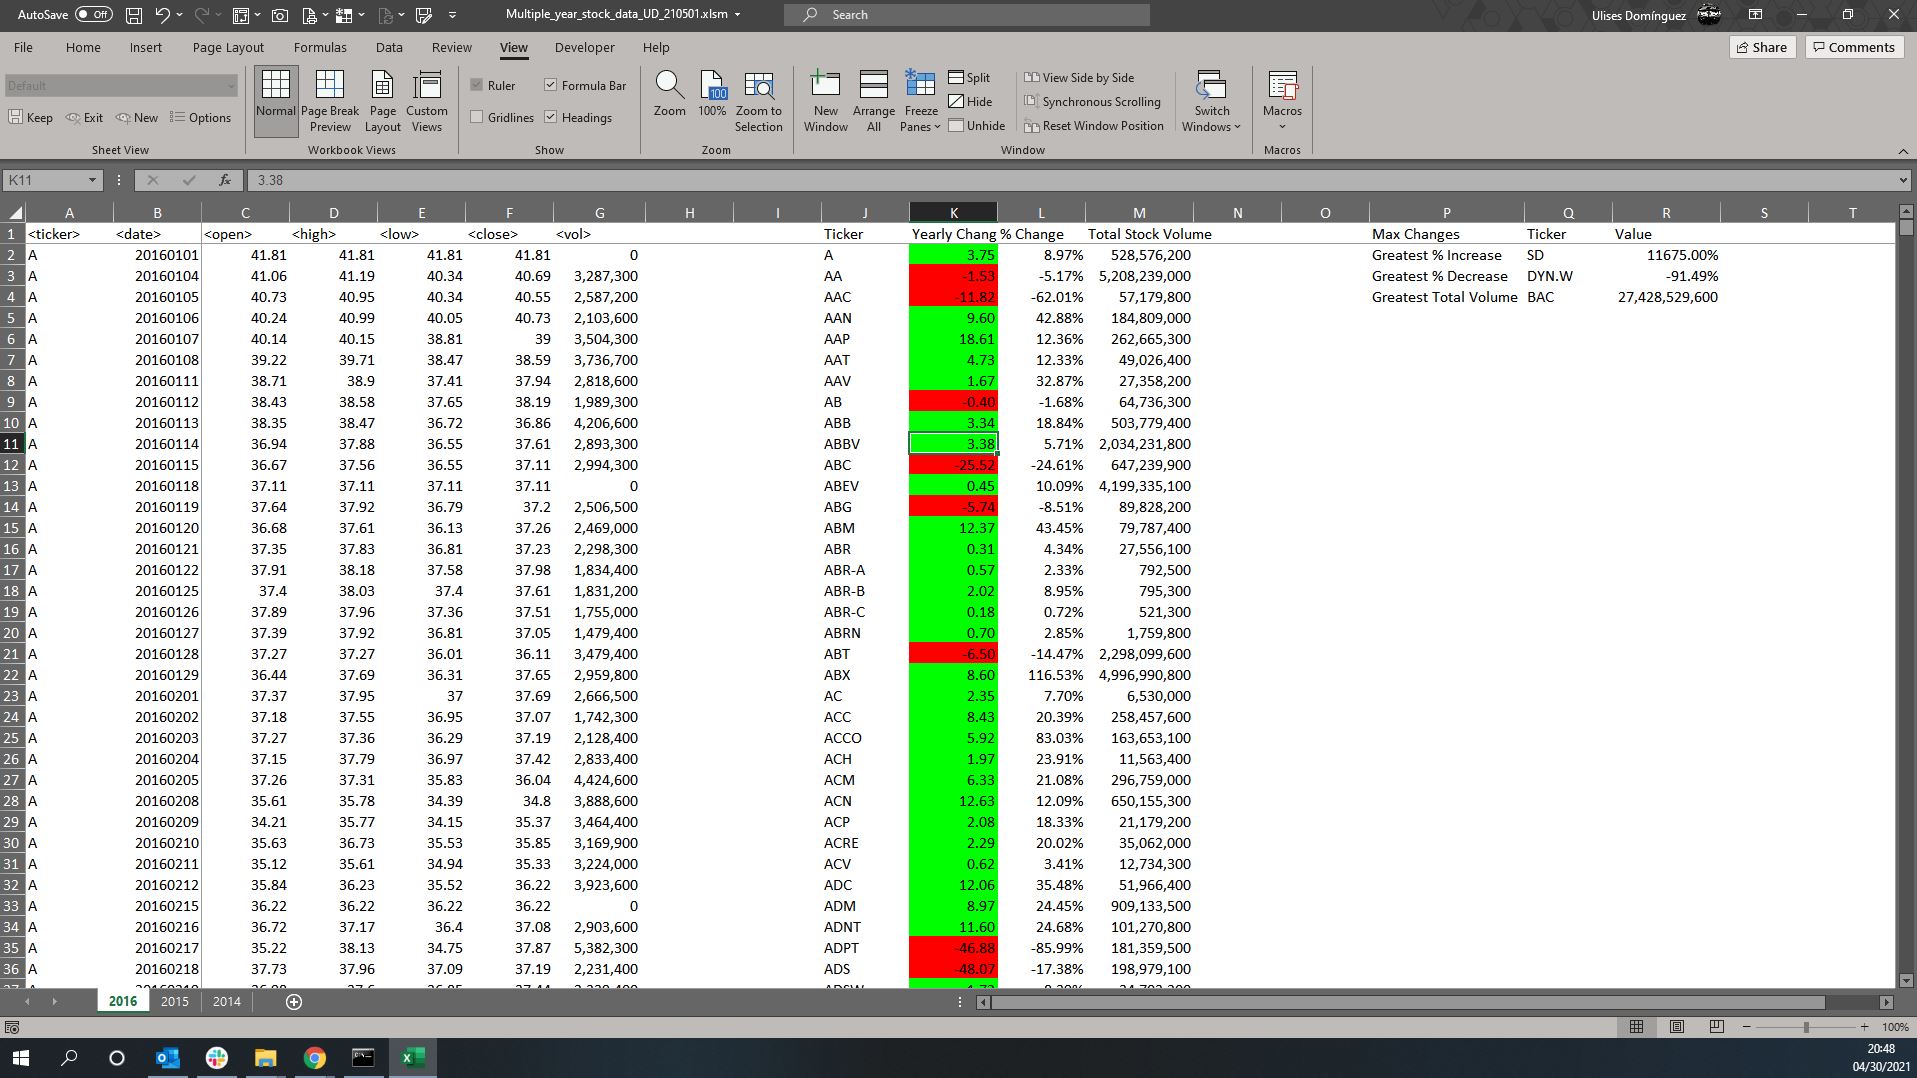 AutoSave Off Multiple_year_stock_data_UD_210501.xlsm Search Ulises Domínguez
File Home Insert Page Layout Formulas Data Review View Developer Help Share Comments
Default
Keep Exit New Options
Sheet View
Normal Page Break Preview Page Layout Custom Views
Workbook Views
Ruler Formula Bar
Gridlines Headings
Show
Zoom 100 100% Zoom to Selection
Zoom
New Window Arrange All Freeze Panes Split Hide Unhide
View Side by Side
Synchronous Scrolling
Reset Window Position
Switch Windows
Window
Macros
Macros
K11 fx 3.38
A B C D E F G H I J K L M N O P Q R S T
1 <ticker> <date> <open> <high> <low> <close> <vol> Ticker Yearly Chang % Change Total Stock Volume Max Changes Ticker Value
2 A 20160101 41.81 41.81 41.81 41.81 0 A 3.75 8.97% 528,576,200 Greatest % Increase SD 11675.00%
3 A 20160104 41.06 41.19 40.34 40.69 3,287,300 AA -1.53 -5.17% 5,208,239,000 Greatest % Decrease DYN.W -91.49%
4 A 20160105 40.73 40.95 40.34 40.55 2,587,200 AAC -11.82 -62.01% 57,179,800 Greatest Total Volume BAC 27,428,529,600
5 A 20160106 40.24 40.99 40.05 40.73 2,103,600 AAN 9.60 42.88% 184,809,000
6 A 20160107 40.14 40.15 38.81 39 3,504,300 AAP 18.61 12.36% 262,665,300
7 A 20160108 39.22 39.71 38.47 38.59 3,736,700 AAT 4.73 12.33% 49,026,400
8 A 20160111 38.71 38.9 37.41 37.94 2,818,600 AAV 1.67 32.87% 27,358,200
9 A 20160112 38.43 38.58 37.65 38.19 1,989,300 AB -0.40 -1.68% 64,736,300
10 A 20160113 38.35 38.47 36.72 36.86 4,206,600 ABB 3.34 18.84% 503,779,400
11 A 20160114 36.94 37.88 36.55 37.61 2,893,300 ABBV 3.38 5.71% 2,034,231,800
12 A 20160115 36.67 37.56 36.55 37.11 2,994,300 ABC -25.52 -24.61% 647,239,900
13 A 20160118 37.11 37.11 37.11 37.11 0 ABEV 0.45 10.09% 4,199,335,100
14 A 20160119 37.64 37.92 36.79 37.2 2,506,500 ABG -5.74 -8.51% 89,828,200
15 A 20160120 36.68 37.61 36.13 37.26 2,469,000 ABM 12.37 43.45% 79,787,400
16 A 20160121 37.35 37.83 36.81 37.23 2,298,300 ABR 0.31 4.34% 27,556,100
17 A 20160122 37.91 38.18 37.58 37.98 1,834,400 ABR-A 0.57 2.33% 792,500
18 A 20160125 37.4 38.03 37.4 37.61 1,831,200 ABR-B 2.02 8.95% 795,300
19 A 20160126 37.89 37.96 37.36 37.51 1,755,000 ABR-C 0.18 0.72% 521,300
20 A 20160127 37.39 37.92 36.81 37.05 1,479,400 ABRN 0.70 2.85% 1,759,800
21 A 20160128 37.27 37.27 36.01 36.11 3,479,400 ABT -6.50 -14.47% 2,298,099,600
22 A 20160129 36.44 37.69 36.31 37.65 2,959,800 ABX 8.60 116.53% 4,996,990,800
23 A 20160201 37.37 37.95 37 37.69 2,666,500 AC 2.35 7.70% 6,530,000
24 A 20160202 37.18 37.55 36.95 37.07 1,742,300 ACC 8.43 20.39% 258,457,600
25 A 20160203 37.27 37.36 36.29 37.19 2,128,400 ACCO 5.92 83.03% 163,653,100
26 A 20160204 37.15 37.79 36.97 37.42 2,833,400 ACH 1.97 23.91% 11,563,400
27 A 20160205 37.26 37.31 35.83 36.04 4,424,600 ACM 6.33 21.08% 296,759,000
28 A 20160208 35.61 35.78 34.39 34.8 3,888,600 ACN 12.63 12.09% 650,155,300
29 A 20160209 34.21 35.77 34.15 35.37 3,464,400 ACP 2.08 18.33% 21,179,200
30 A 20160210 35.63 36.73 35.53 35.85 3,169,900 ACRE 2.29 20.02% 35,062,000
31 A 20160211 35.12 35.61 34.94 35.33 3,224,000 ACV 0.62 3.41% 12,734,300
32 A 20160212 35.84 36.23 35.52 36.22 3,923,600 ADC 12.06 35.48% 51,966,400
33 A 20160215 36.22 36.22 36.22 36.22 0 ADM 8.97 24.45% 909,133,500
34 A 20160216 36.72 37.17 36.4 37.08 2,903,600 ADNT 11.60 24.68% 101,270,800
35 A 20160217 35.22 38.13 34.75 37.87 5,382,300 ADPT -46.88 -85.99% 181,359,500
36 A 20160218 37.73 37.96 37.09 37.19 2,231,400 ADS -48.07 -17.38% 198,979,100
2016 2015 2014
100%
20:48
04/30/2021